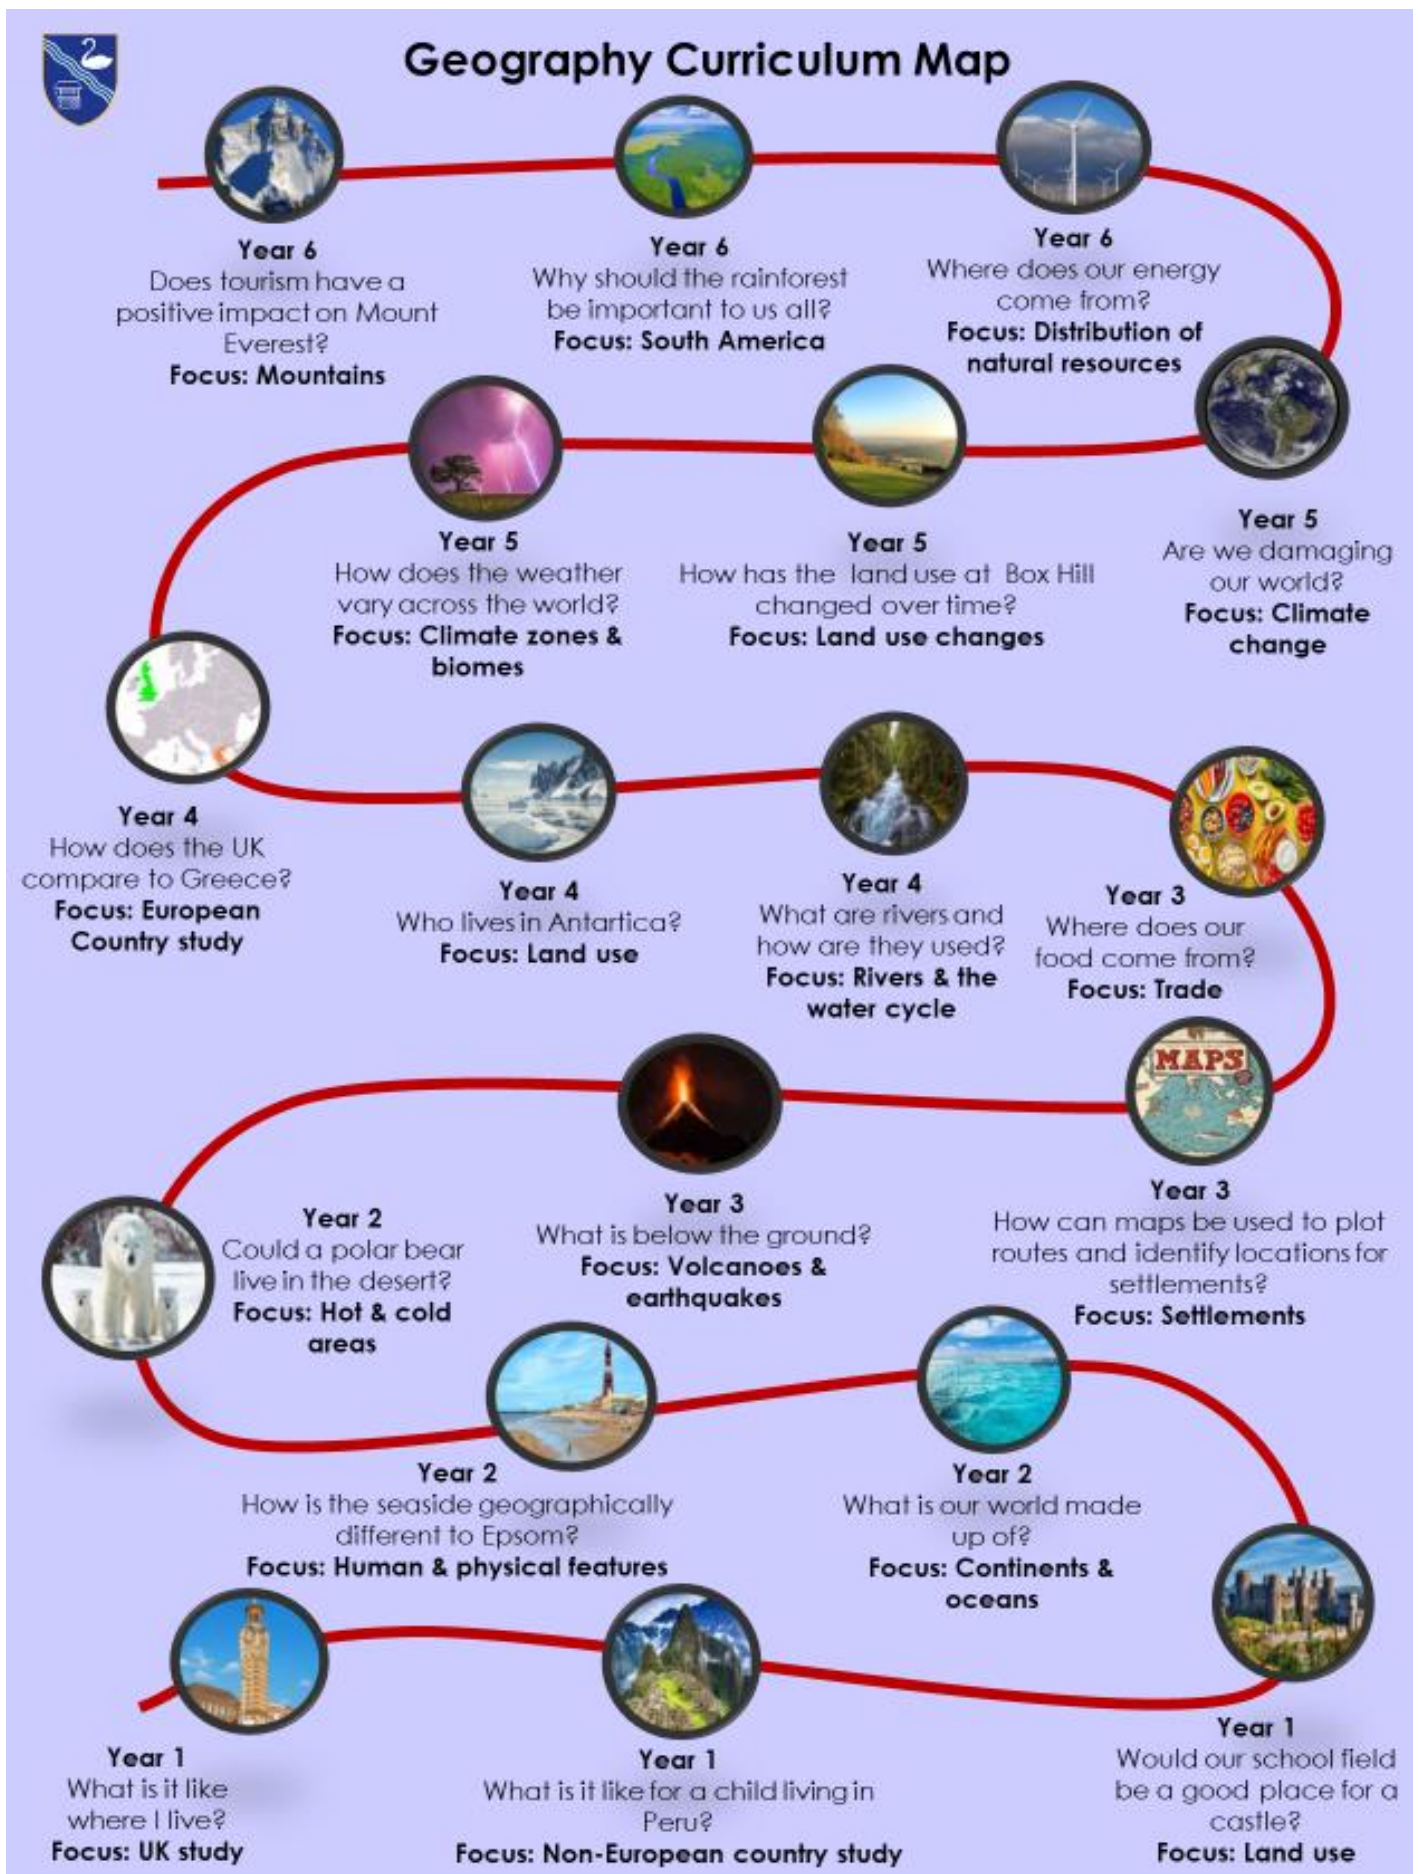 Geography Curriculum Map
Year 6
Does tourism have a
positive impact on Mount
Everest?
Focus: Mountains
Year 6
Why should the rainforest
be important to us all?
Focus: South America
Year 6
Where does our energy
come from?
Focus: Distribution of
natural resources
Year 5
How does the weather
vary across the world?
Focus: Climate zones &
biomes
Year 5
How has the land use at Box Hill
changed over time?
Focus: Land use changes
Year 5
Are we damaging
our world?
Focus: Climate
change
Year 4
How does the UK
compare to Greece?
Focus: European
Country study
Year 4
Who lives in Antartica?
Focus: Land use
Year 4
What are rivers and
how are they used?
Focus: Rivers & the
water cycle
Year 3
Where does our
food come from?
Focus: Trade
MAPS
Year 2
Could a polar bear
live in the desert?
Focus: Hot & cold
areas
Year 3
What is below the ground?
Focus: Volcanoes &
earthquakes
Year 3
How can maps be used to plot
routes and identify locations for
settlements?
Focus: Settlements
Year 2
How is the seaside geographically
different to Epsom?
Focus: Human & physical features
Year 2
What is our world made
up of?
Focus: Continents &
oceans
Year 1
What is it like
where I live?
Focus: UK study
Year 1
What is it like for a child living in
Peru?
Focus: Non-European country study
Year 1
Would our school field
be a good place for a
castle?
Focus: Land use